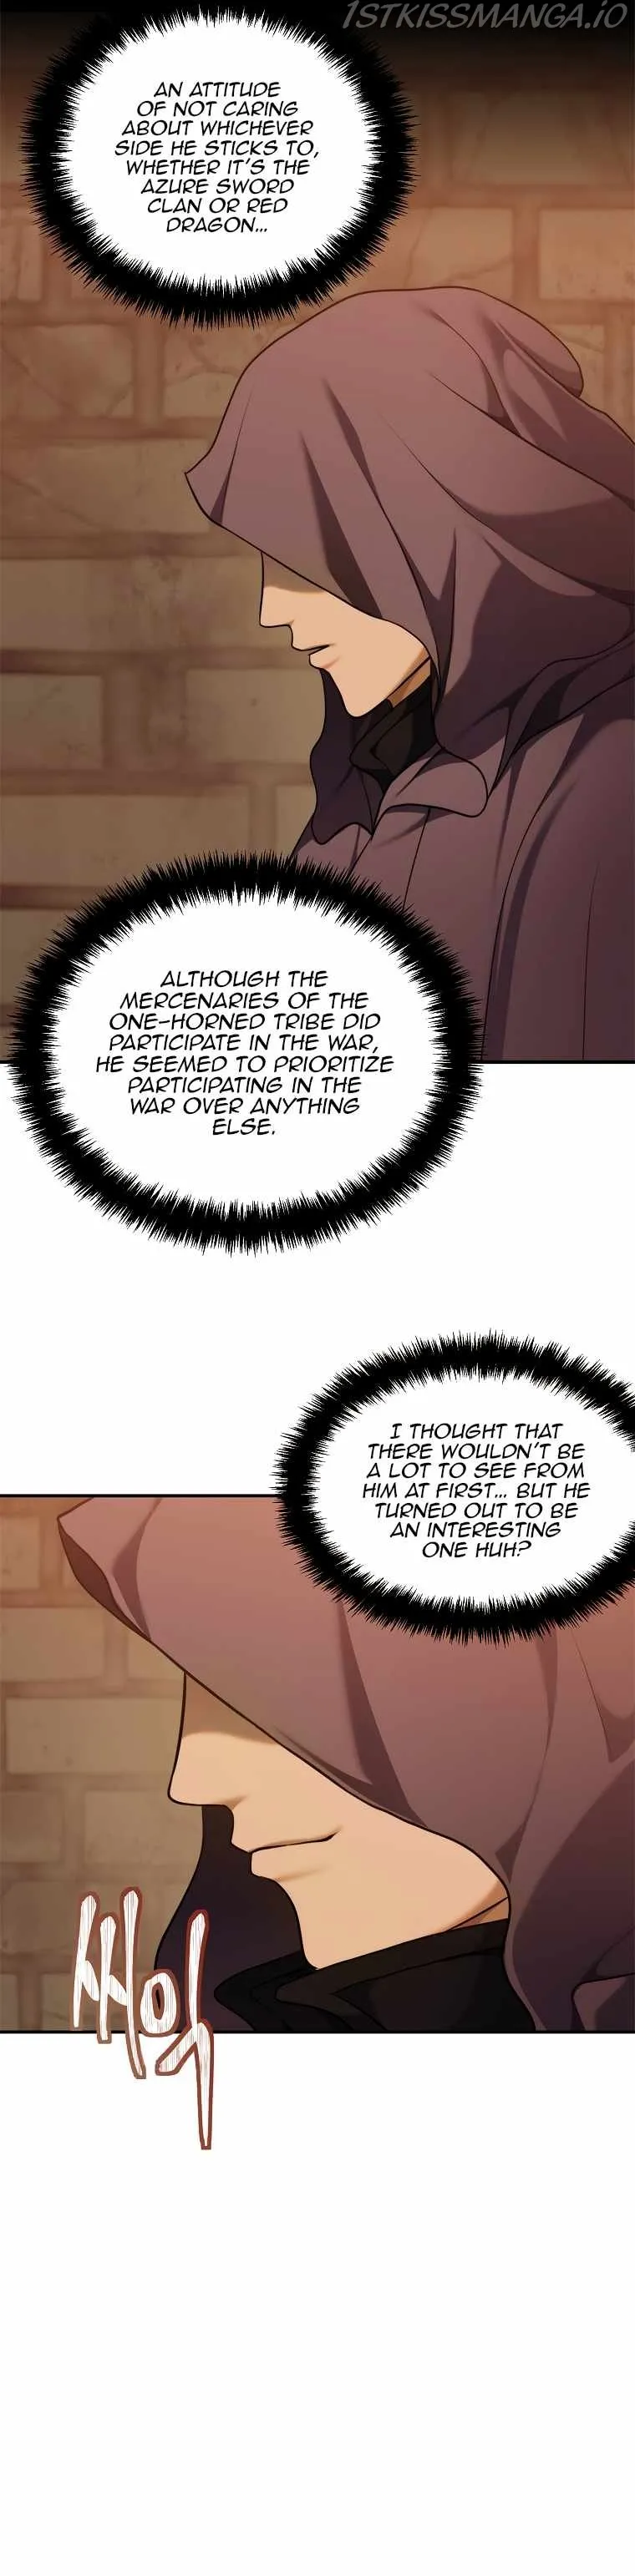 1STKISSMANGA.IO
AN ATTITUDE
OF NOT CARING
ABOUT WHICHEVER
SIDE HE STICKS TO,
WHETHER IT'S THE
AZURE SWORD
CLAN OR RED
DRAGON...
ALTHOUGH THE
MERCENARIES OF THE
ONE-HORNED TRIBE DID
PARTICIPATE IN THE WAR,
HE SEEMED TO PRIORITIZE
PARTICIPATING IN THE
WAR OVER ANYTHING
ELSE.
I THOUGHT THAT
THERE WOULDN'T BE
A LOT TO SEE FROM
HIM AT FIRST... BUT HE
TURNED OUT TO BE
AN INTERESTING
ONE HUH?
씨익